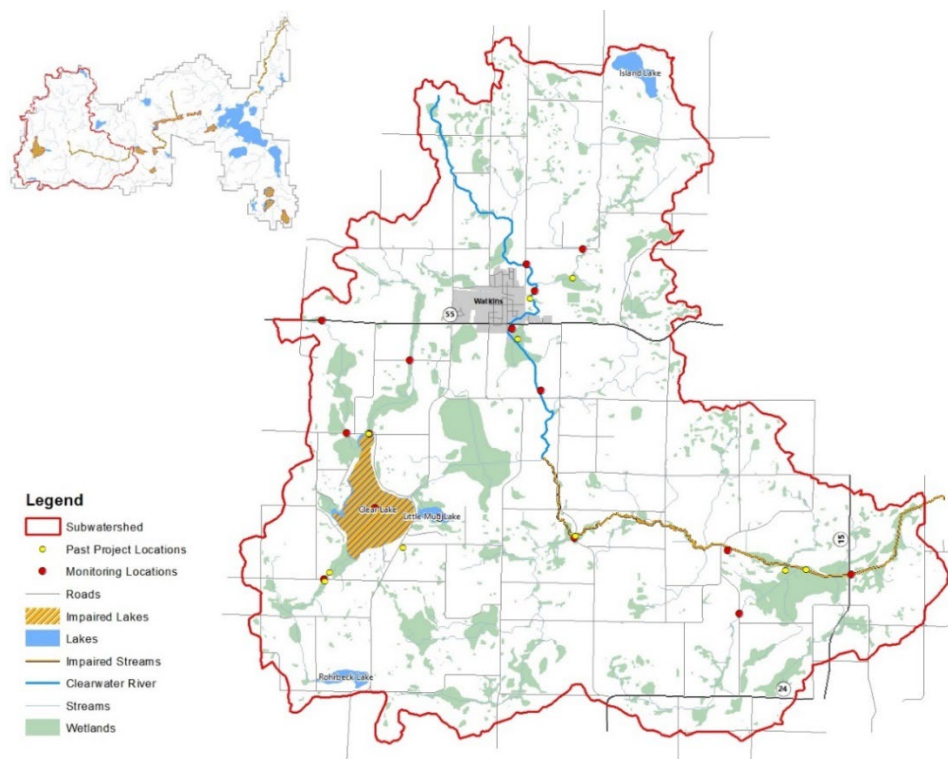 Island Lake
Watkins
55
Clear Lake
Little Mud Lake
15
Rohrbeck Lake
24
Legend
Subwatershed
Past Project Locations
Monitoring Locations
Roads
Impaired Lakes
Lakes
Impaired Streams
Clearwater River
Streams
Wetlands